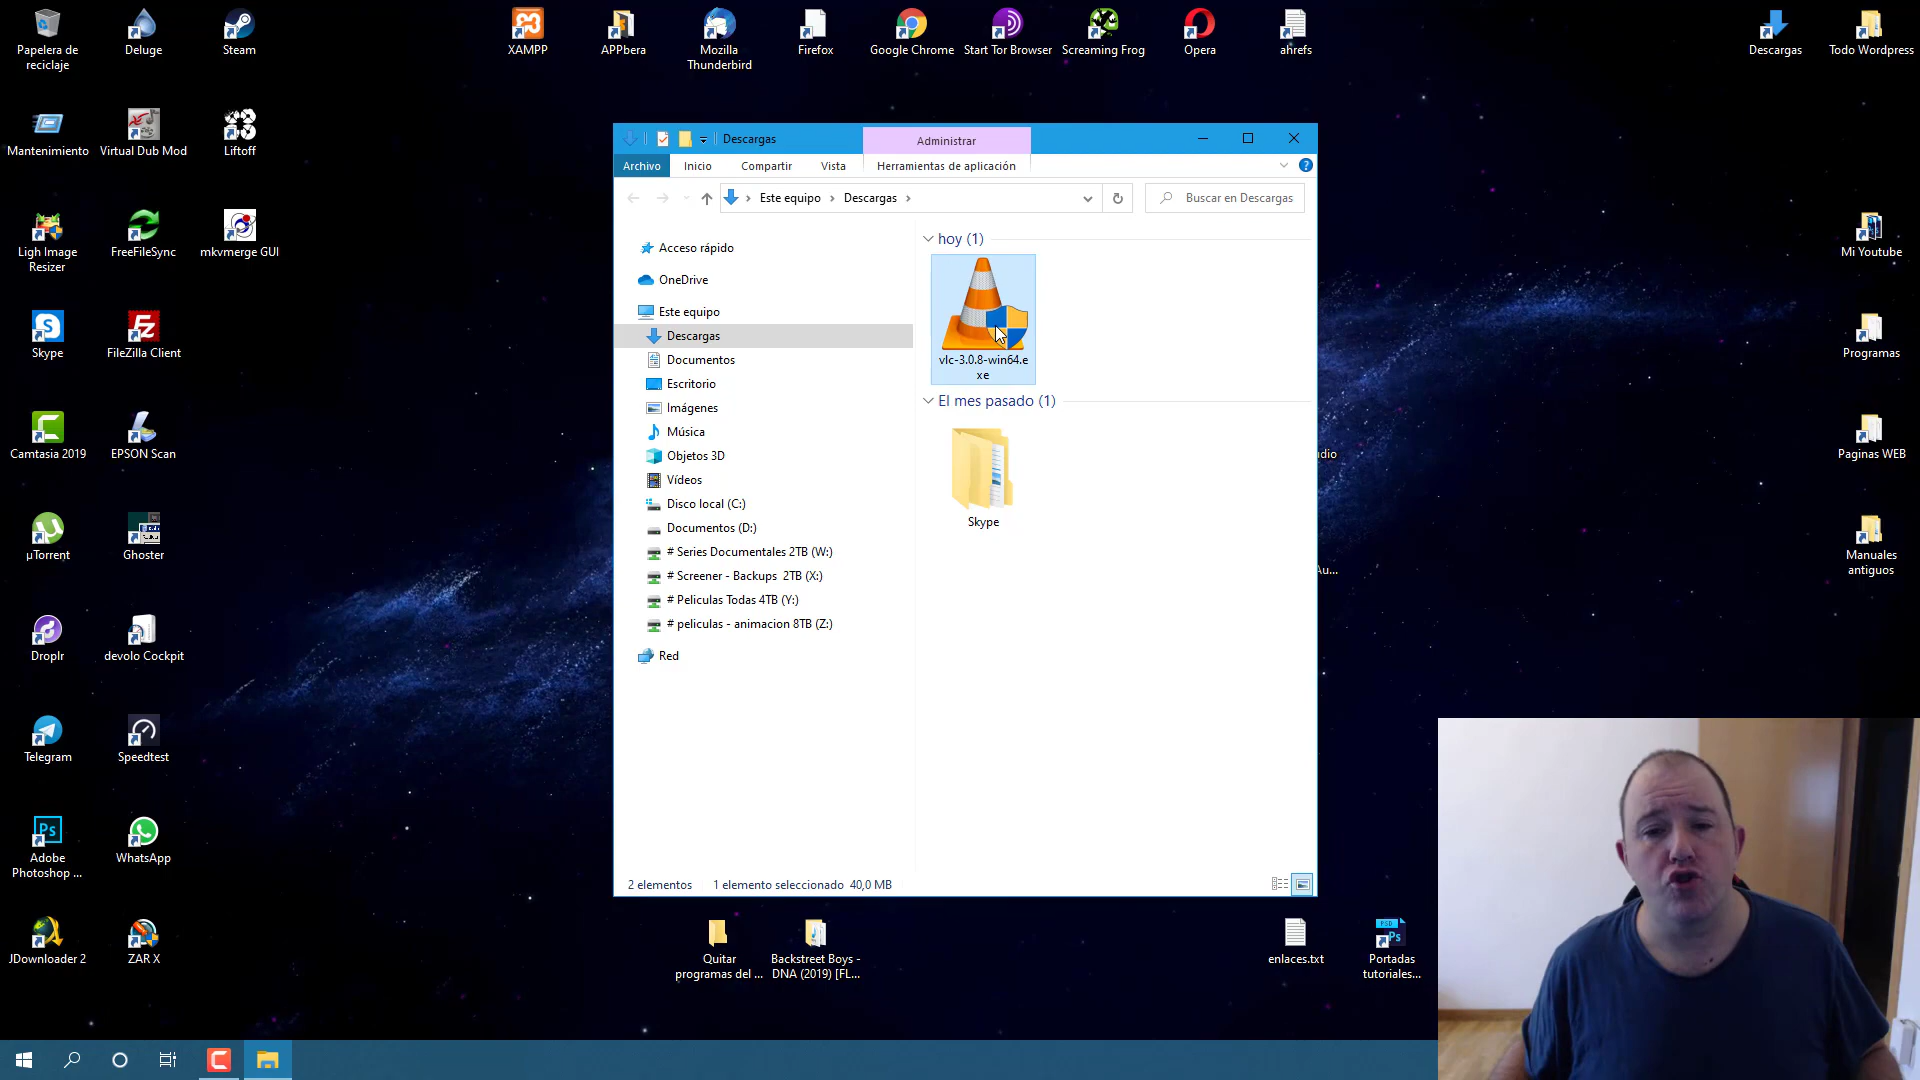 Papelera de
reciclaje
Deluge
Steam
XAMPP
APPbera
Mozilla
Thunderbird
Firefox
Google Chrome
Start Tor Browser
Screaming Frog
Opera
ahrefs
Descargas
Todo Wordpress
Mantenimiento
Virtual Dub Mod
Liftoff
Ligh Image
Resizer
FreeFileSync
mkvmerge GUI
Skype
FileZilla Client
Camtasia 2019
EPSON Scan
µTorrent
Ghoster
Droplr
devolo Cockpit
Telegram
Speedtest
Adobe
Photoshop ...
WhatsApp
JDownloader 2
ZAR X
Descargas
Administrar
Archivo
Inicio
Compartir
Vista
Herramientas de aplicación
Este equipo
Descargas
Buscar en Descargas
Acceso rápido
OneDrive
Este equipo
Descargas
Documentos
Escritorio
Imágenes
Música
Objetos 3D
Vídeos
Disco local (C:)
Documentos (D:)
# Series Documentales 2TB (W:)
# Screener - Backups 2TB (X:)
# Peliculas Todas 4TB (Y:)
# peliculas - animacion 8TB (Z:)
Red
hoy (1)
vlc-3.0.8-win64.e
xe
El mes pasado (1)
Skype
2 elementos
1 elemento seleccionado 40,0 MB
Mi Youtube
Programas
Paginas WEB
Manuales
antiguos
udio
Au...
Quitar
programas del ...
Backstreet Boys -
DNA (2019) [FL...
enlaces.txt
Portadas
tutoriales...